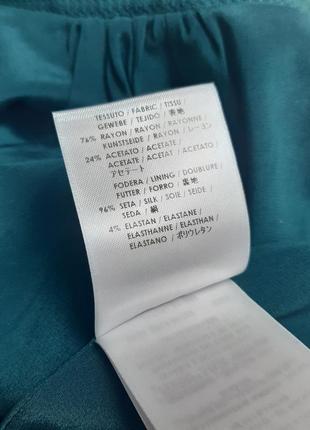 TESSUTO / FABRIC / TISSU /
GEWEBE / TEJIDO / 表地
76% RAYON / RAYON / RAYONNE /
KUNSTSEIDE / RAYON / レーヨン
24% ACETATO / ACETATE /
ACETATE / ACETAT / ACETATO /
アセテート
FODERA / LINING / DOUBLURE /
FUTTER / FORRO / 裏地
96% SETA / SILK / SOIE / SEIDE /
SEDA / 絹
4% ELASTAN / ELASTANE /
ELASTHANNE / ELASTHAN /
ELASTANO / ポリウレタン